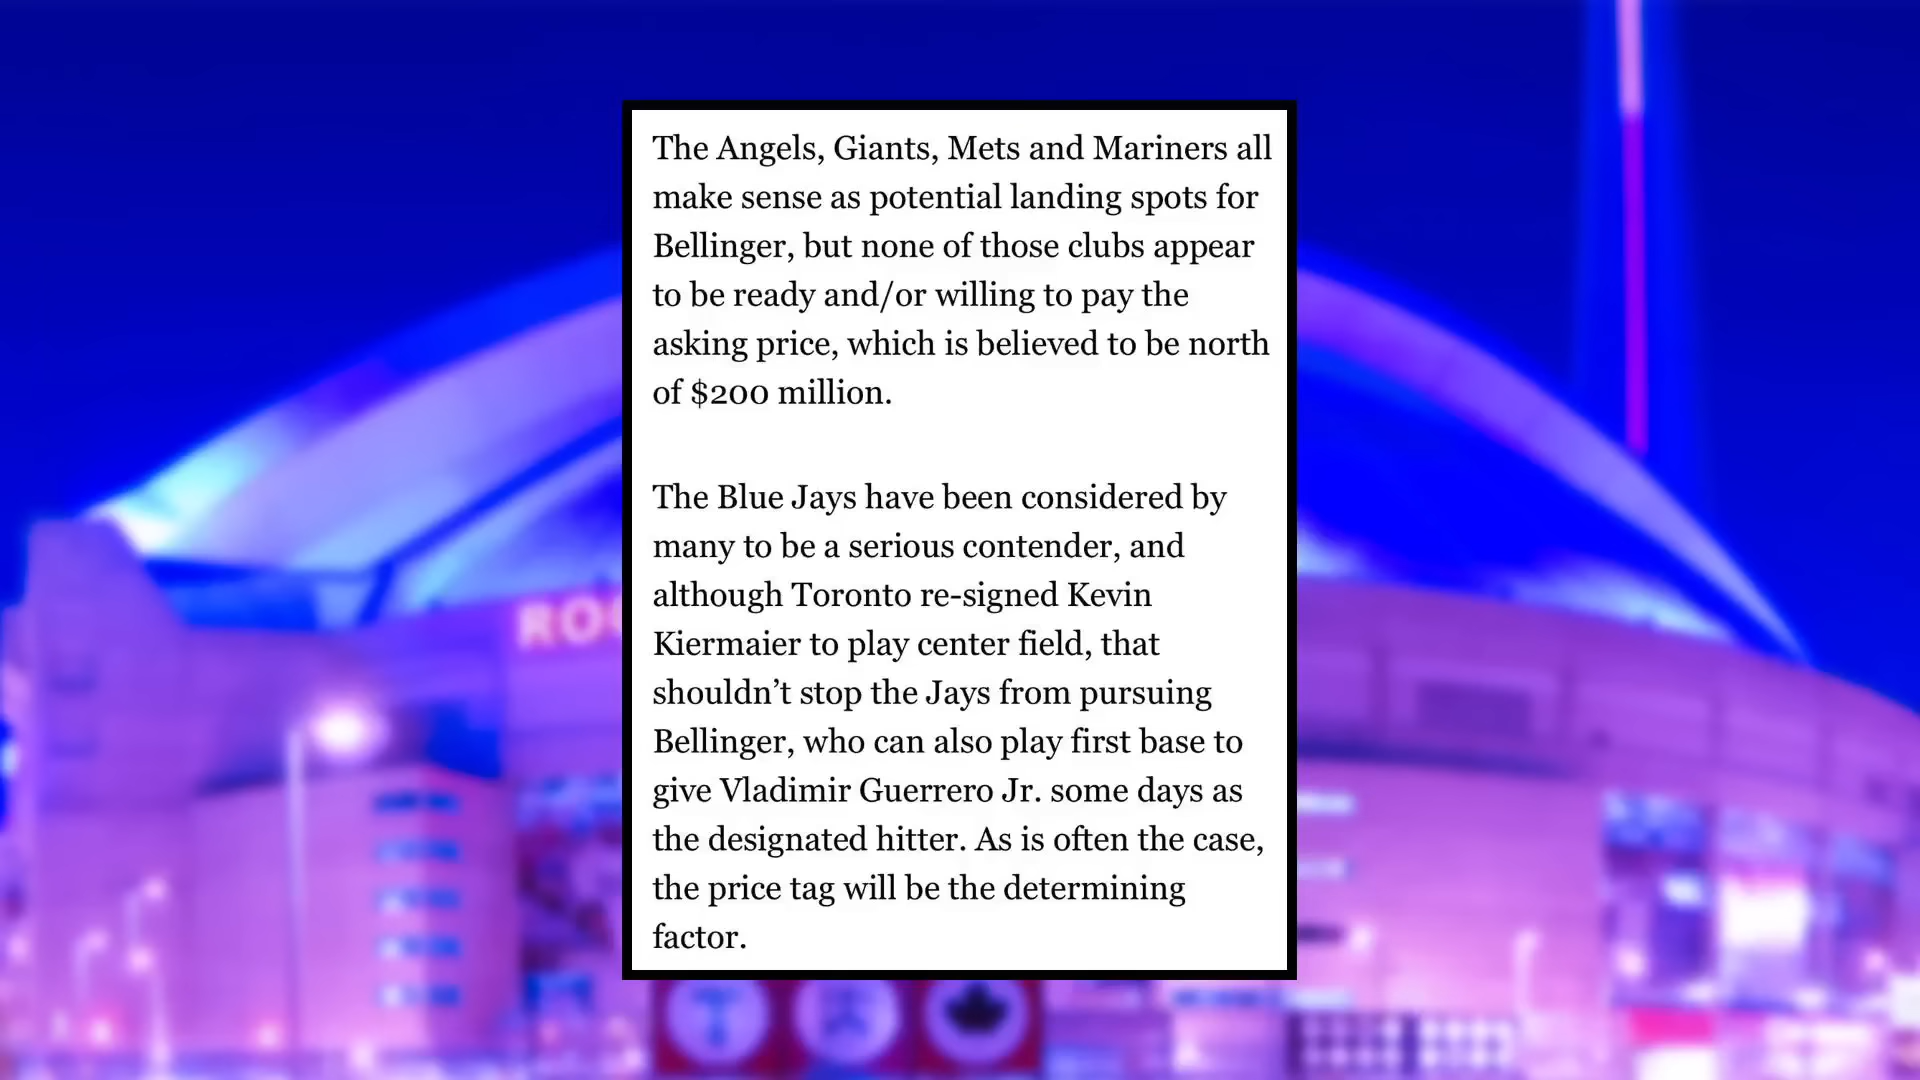 The Angels, Giants, Mets and Mariners all
make sense as potential landing spots for
Bellinger, but none of those clubs appear
to be ready and/or willing to pay the
asking price, which is believed to be north
of $200 million.
The Blue Jays have been considered by
many to be a serious contender, and
although Toronto re-signed Kevin
Kiermaier to play center field, that
shouldn’t stop the Jays from pursuing
Bellinger, who can also play first base to
give Vladimir Guerrero Jr. some days as
the designated hitter. As is often the case,
the price tag will be the determining
factor.
RO